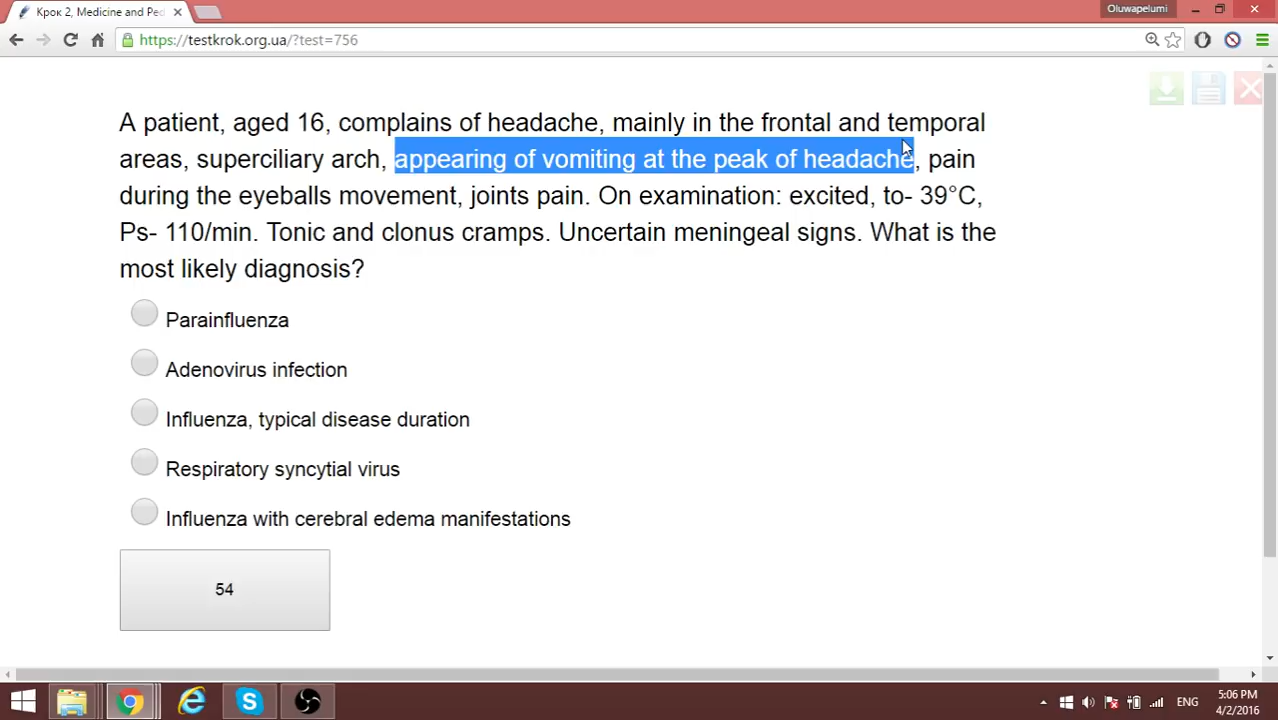 Крок 2, Medicine and Ped
Oluwapelumi
https://testkrok.org.ua/?test=756
A patient, aged 16, complains of headache, mainly in the frontal and temporal
areas, superciliary arch, appearing of vomiting at the peak of headache, pain
during the eyeballs movement, joints pain. On examination: excited, to- 39°C,
Ps- 110/min. Tonic and clonus cramps. Uncertain meningeal signs. What is the
most likely diagnosis?
Parainfluenza
Adenovirus infection
Influenza, typical disease duration
Respiratory syncytial virus
Influenza with cerebral edema manifestations
54
ENG
5:06 PM
4/2/2016